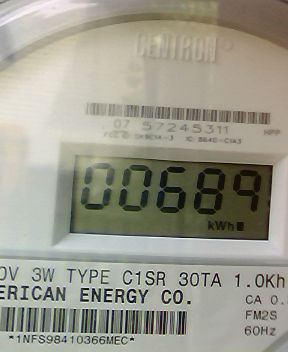 CENTRON®
07 57245311
HPP
00689
kWh
0V 3W TYPE C1SR 30TA 1.0Kh
ERICAN ENERGY CO.
CA 0.
FM2S
60Hz
*1NFS98410366MEC*